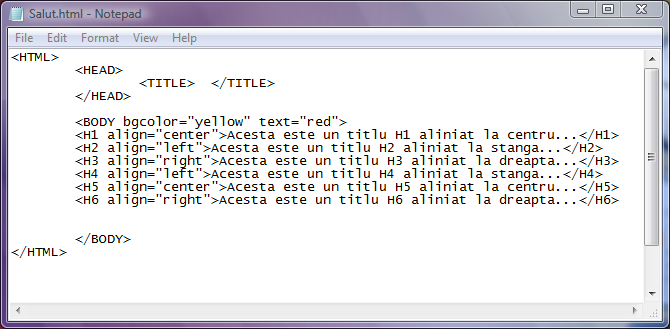 Salut.html - Notepad
File Edit Format View Help
<HTML>
<HEAD>
<TITLE>  </TITLE>
</HEAD>
<BODY bgcolor="yellow" text="red">
<H1 align="center">Acesta este un titlu H1 aliniat la centru...</H1>
<H2 align="left">Acesta este un titlu H2 aliniat la stanga...</H2>
<H3 align="right">Acesta este un titlu H3 aliniat la dreapta...</H3>
<H4 align="left">Acesta este un titlu H4 aliniat la stanga...</H4>
<H5 align="center">Acesta este un titlu H5 aliniat la centru...</H5>
<H6 align="right">Acesta este un titlu H6 aliniat la dreapta...</H6>
</BODY>
</HTML>